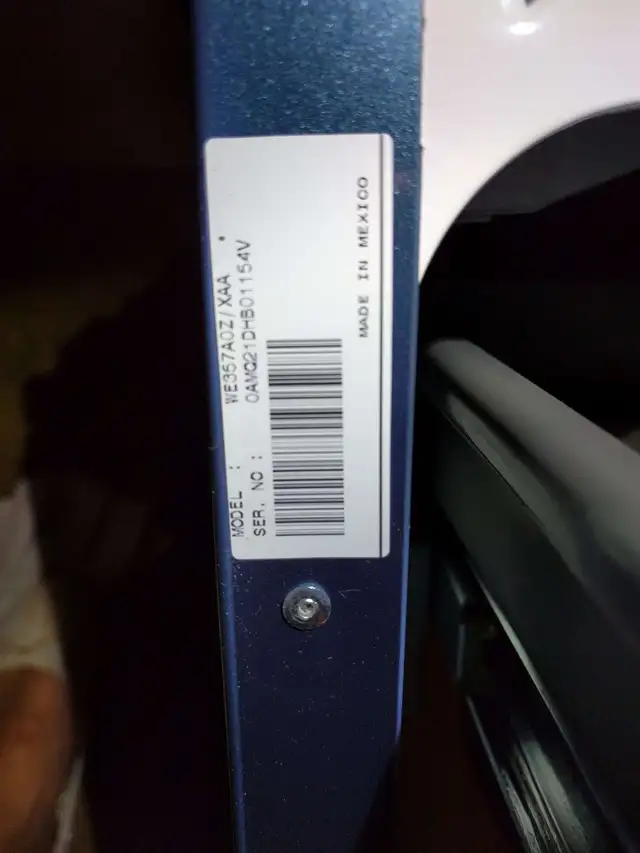 MODEL : WE357A0Z/XAA
SER. NO : 0AMQ21DHB01154V
MADE IN MEXICO